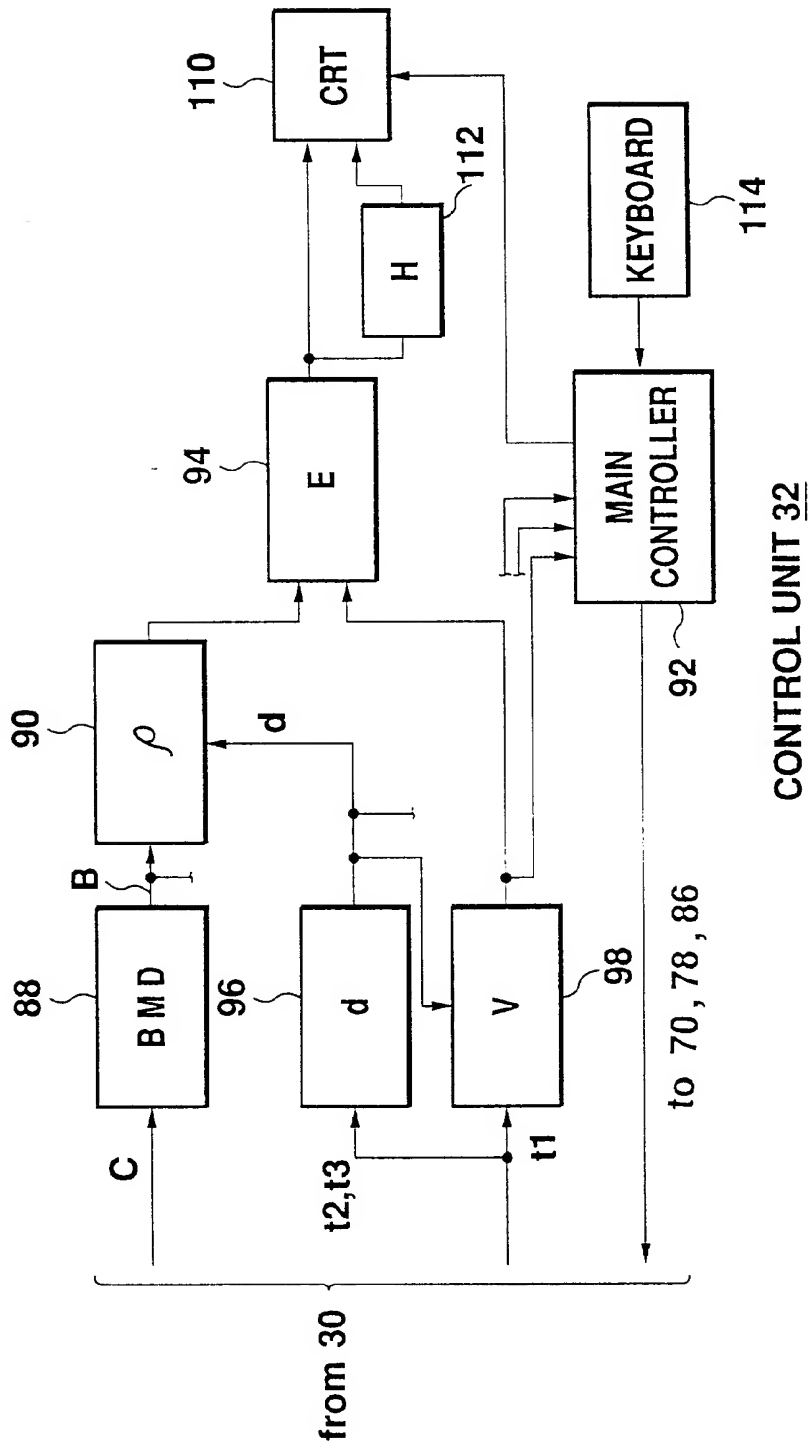 from 30
C
88
BMD
B
90
ρ
d
t2,t3
96
d
t1
V
98
94
E
H
112
110
CRT
to 70, 78, 86
MAIN
CONTROLLER
92
KEYBOARD
114
CONTROL UNIT 32